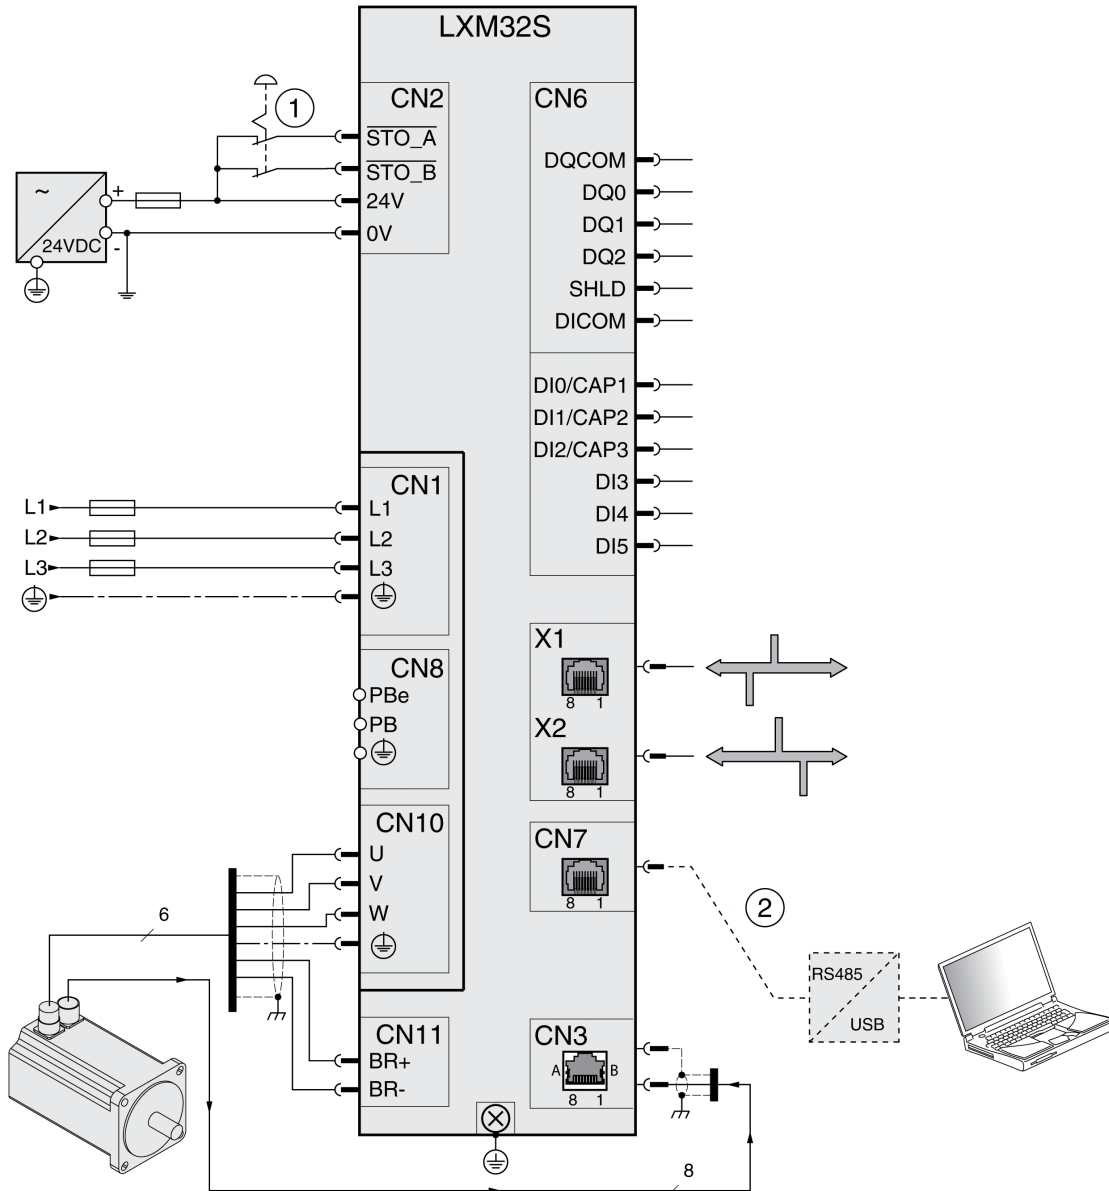 LXM32S
CN2
1
STO_A
STO_B
24V
0V
~
+
24VDC
-
CN6
DQCOM
DQ0
DQ1
DQ2
SHLD
DICOM
DI0/CAP1
DI1/CAP2
DI2/CAP3
DI3
DI4
DI5
CN1
L1
L1
L2
L2
L3
L3
CN8
PBe
PB
X1
8 1
X2
8 1
CN10
U
V
W
6
CN7
8 1
2
RS485
USB
CN11
BR+
BR-
CN3
A B
8 1
8